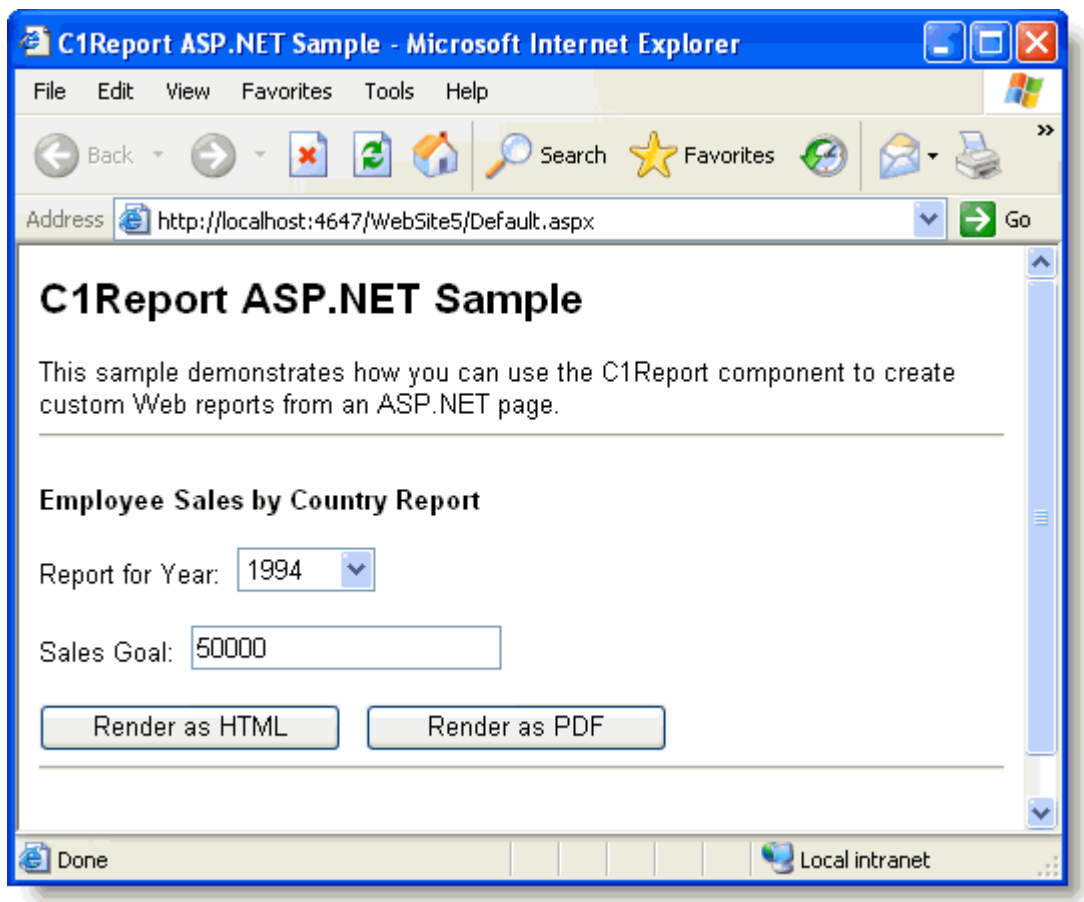 C1Report ASP.NET Sample - Microsoft Internet Explorer
File Edit View Favorites Tools Help
Back Search Favorites »
Address http://localhost:4647/WebSite5/Default.aspx Go
C1Report ASP.NET Sample
This sample demonstrates how you can use the C1Report component to create
custom Web reports from an ASP.NET page.
Employee Sales by Country Report
Report for Year: 1994
Sales Goal: 50000
Render as HTML Render as PDF
Done Local intranet